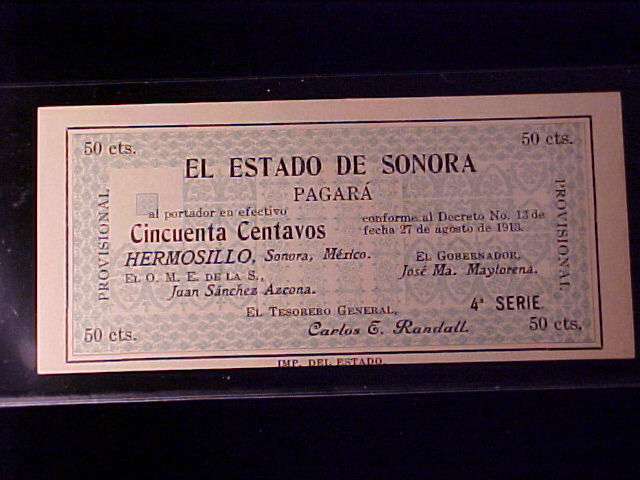 50 cts.
50 cts.
EL ESTADO DE SONORA
PAGARÁ
al portador en efectivo
Cincuenta Centavos
conforme al Decreto No. 13 de
fecha 27 de agosto de 1913.
HERMOSILLO, Sonora, México.
EL O. M. E. DE LA S.,
Juan Sánchez Azcona.
EL GOBERNADOR,
José Ma. Maytorena.
EL TESORERO GENERAL,
Carlos E. Randall.
4ª SERIE
50 cts.
50 cts.
PROVISIONAL
PROVISIONAL
IMP. DEL ESTADO.